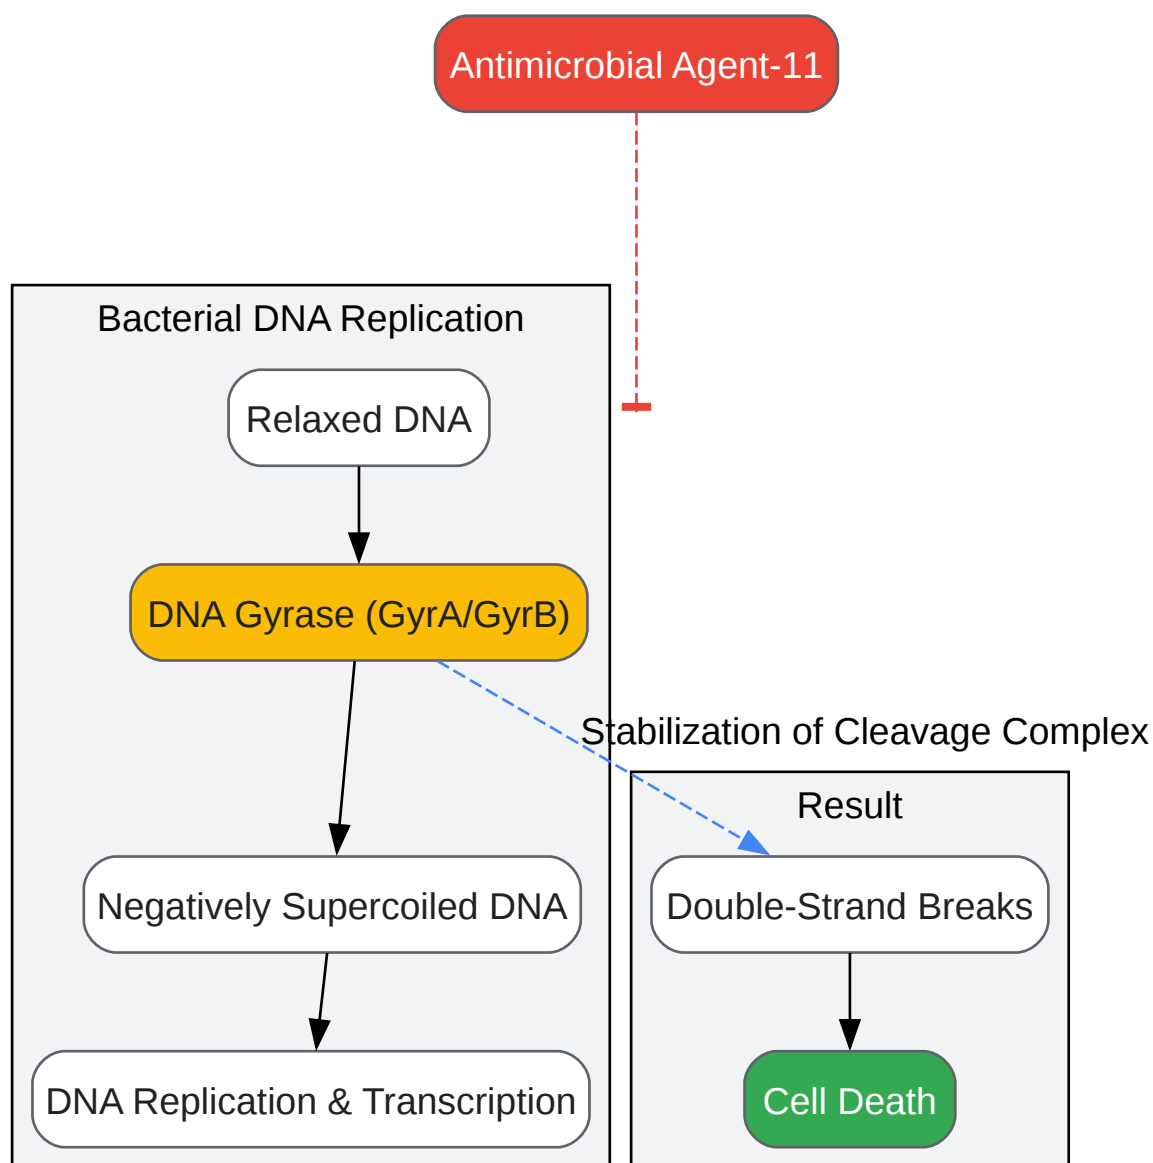 Antimicrobial Agent-11
Bacterial DNA Replication
Relaxed DNA
DNA Gyrase (GyrA/GyrB)
Stabilization of Cleavage Complex
Result
Negatively Supercoiled DNA
Double-Strand Breaks
DNA Replication & Transcription
Cell Death